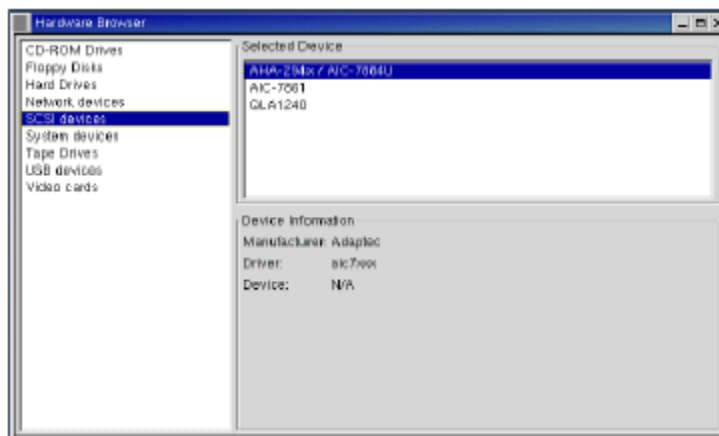 Hardware Browser
CD-ROM Drives
Floppy Disks
Hard Drives
Network devices
SCSI devices
System devices
Tape Drives
USB devices
Video cards
Selected Device
AHA-294x / AIC-7884U
AIC-7861
QLA1240
Device Information
Manufacturer: Adaptec
Driver: aic7xxx
Device: N/A